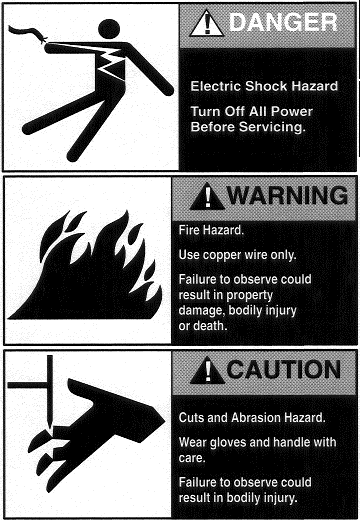 DANGER
Electric Shock Hazard
Turn Off All Power
Before Servicing.
WARNING
Fire Hazard.
Use copper wire only.
Failure to observe could
result in property
damage, bodily injury
or death.
CAUTION
Cuts and Abrasion Hazard.
Wear gloves and handle with
care.
Failure to observe could
result in bodily injury.